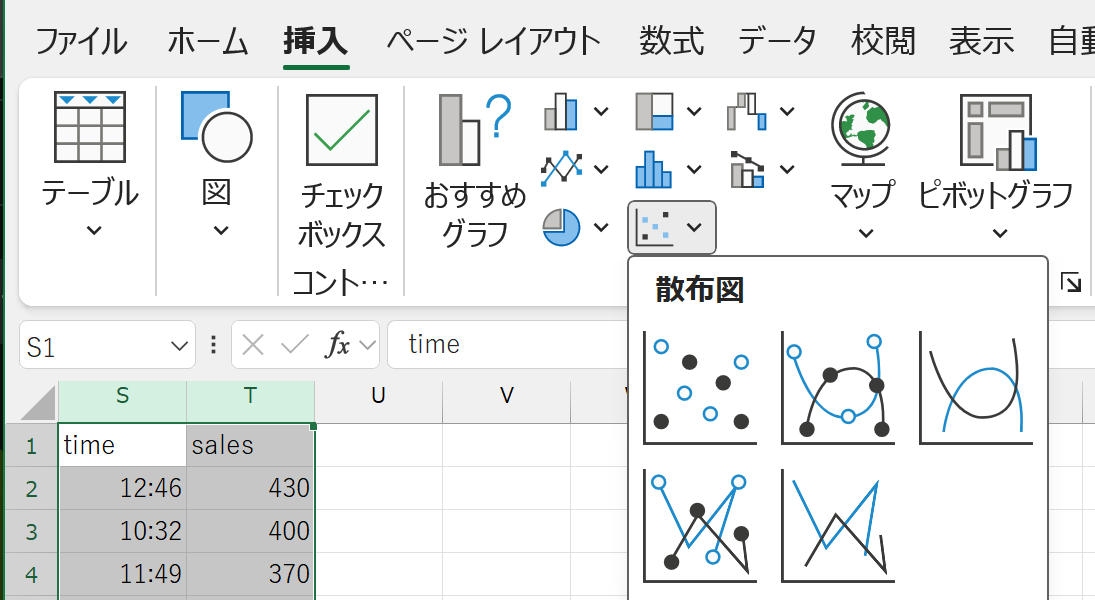 ファイル ホーム 挿入 ページ レイアウト 数式 データ 校閲 表示
テーブル
図
チェック
ボックス
コント…
おすすめ
グラフ
マップ
ピボットグラフ
散布図
S1 fx time
S T U V
1 time sales
2 12:46 430
3 10:32 400
4 11:49 370